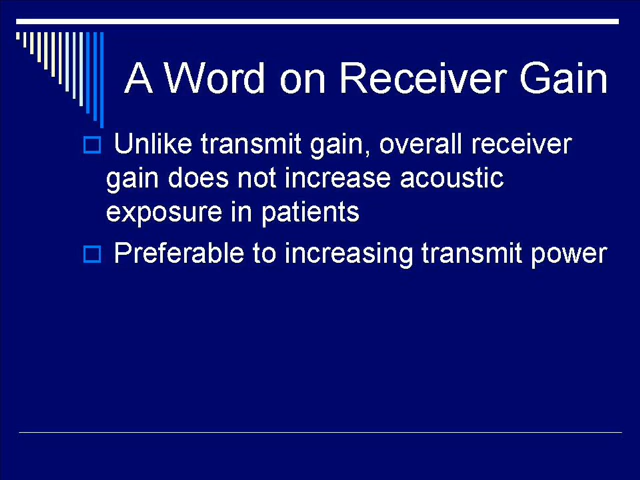 A Word on Receiver Gain
Unlike transmit gain, overall receiver
gain does not increase acoustic
exposure in patients
Preferable to increasing transmit power